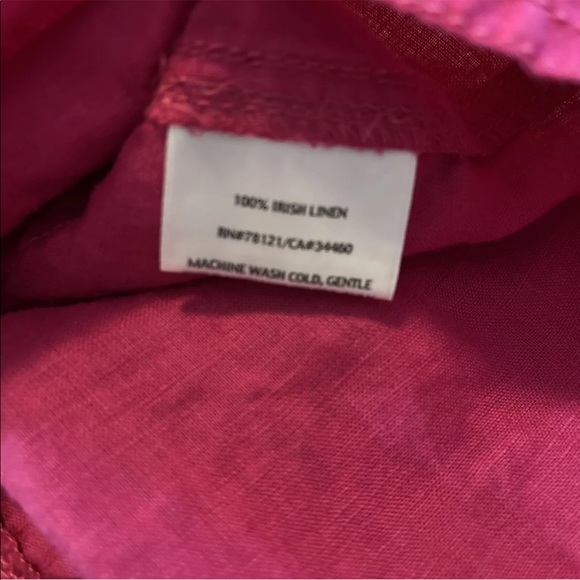 100% IRISH LINEN
RN#78121/CA#34460
MACHINE WASH COLD, GENTLE